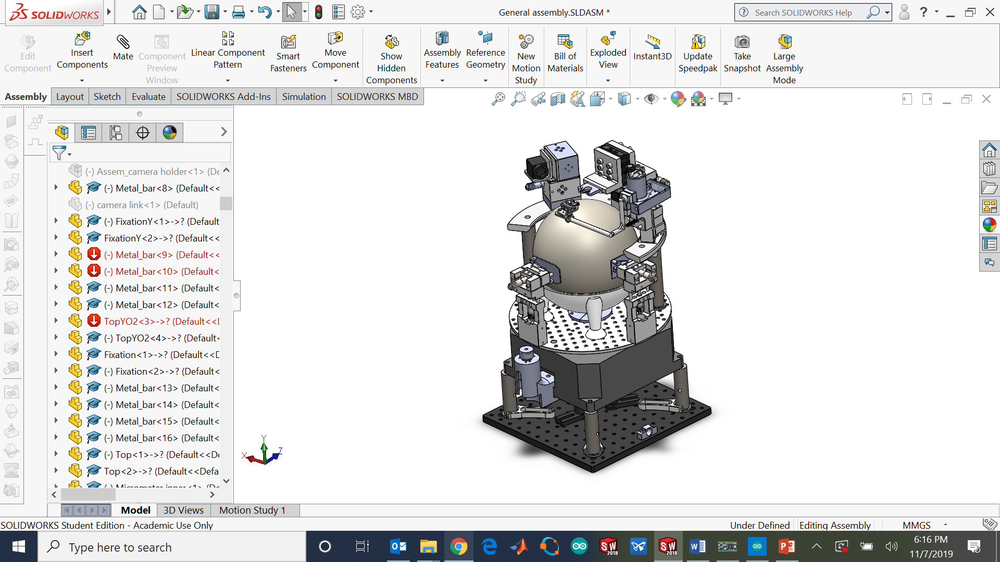 SOLIDWORKS
General assembly.SLDASM *
Search SOLIDWORKS Help
?
Edit Component
Insert Components
Mate
Component Preview Window
Linear Component Pattern
Smart Fasteners
Move Component
Show Hidden Components
Assembly Features
Reference Geometry
New Motion Study
Bill of Materials
Exploded View
Instant3D
Update Speedpak
Take Snapshot
Large Assembly Mode
Assembly
Layout
Sketch
Evaluate
SOLIDWORKS Add-Ins
Simulation
SOLIDWORKS MBD
(-) Assem_camera holder<1> (De
(-) Metal_bar<8> (Default<<
(-) camera link<1> (Default)
(-) FixationY<1>->? (Default
FixationY<2>->? (Default<<
(-) Metal_bar<9> (Default<<
(-) Metal_bar<10> (Default<
(-) Metal_bar<11> (Default<
(-) Metal_bar<12> (Default<
TopYO2<3>->? (Default<<D
(-) TopYO2<4>->? (Default<
Fixation<1>->? (Default<<D
(-) Fixation<2>->? (Default<
(-) Metal_bar<13> (Default<
(-) Metal_bar<14> (Default<
(-) Metal_bar<15> (Default<
(-) Metal_bar<16> (Default<
(-) Top<1>->? (Default<<De
Top<2>->? (Default<<Defa
(-) Micrometer inner<1> (De
Y
X
Z
Model
3D Views
Motion Study 1
SOLIDWORKS Student Edition - Academic Use Only
Under Defined
Editing Assembly
MMGS
Type here to search
SW 2018
SW 2018
6:16 PM
11/7/2019